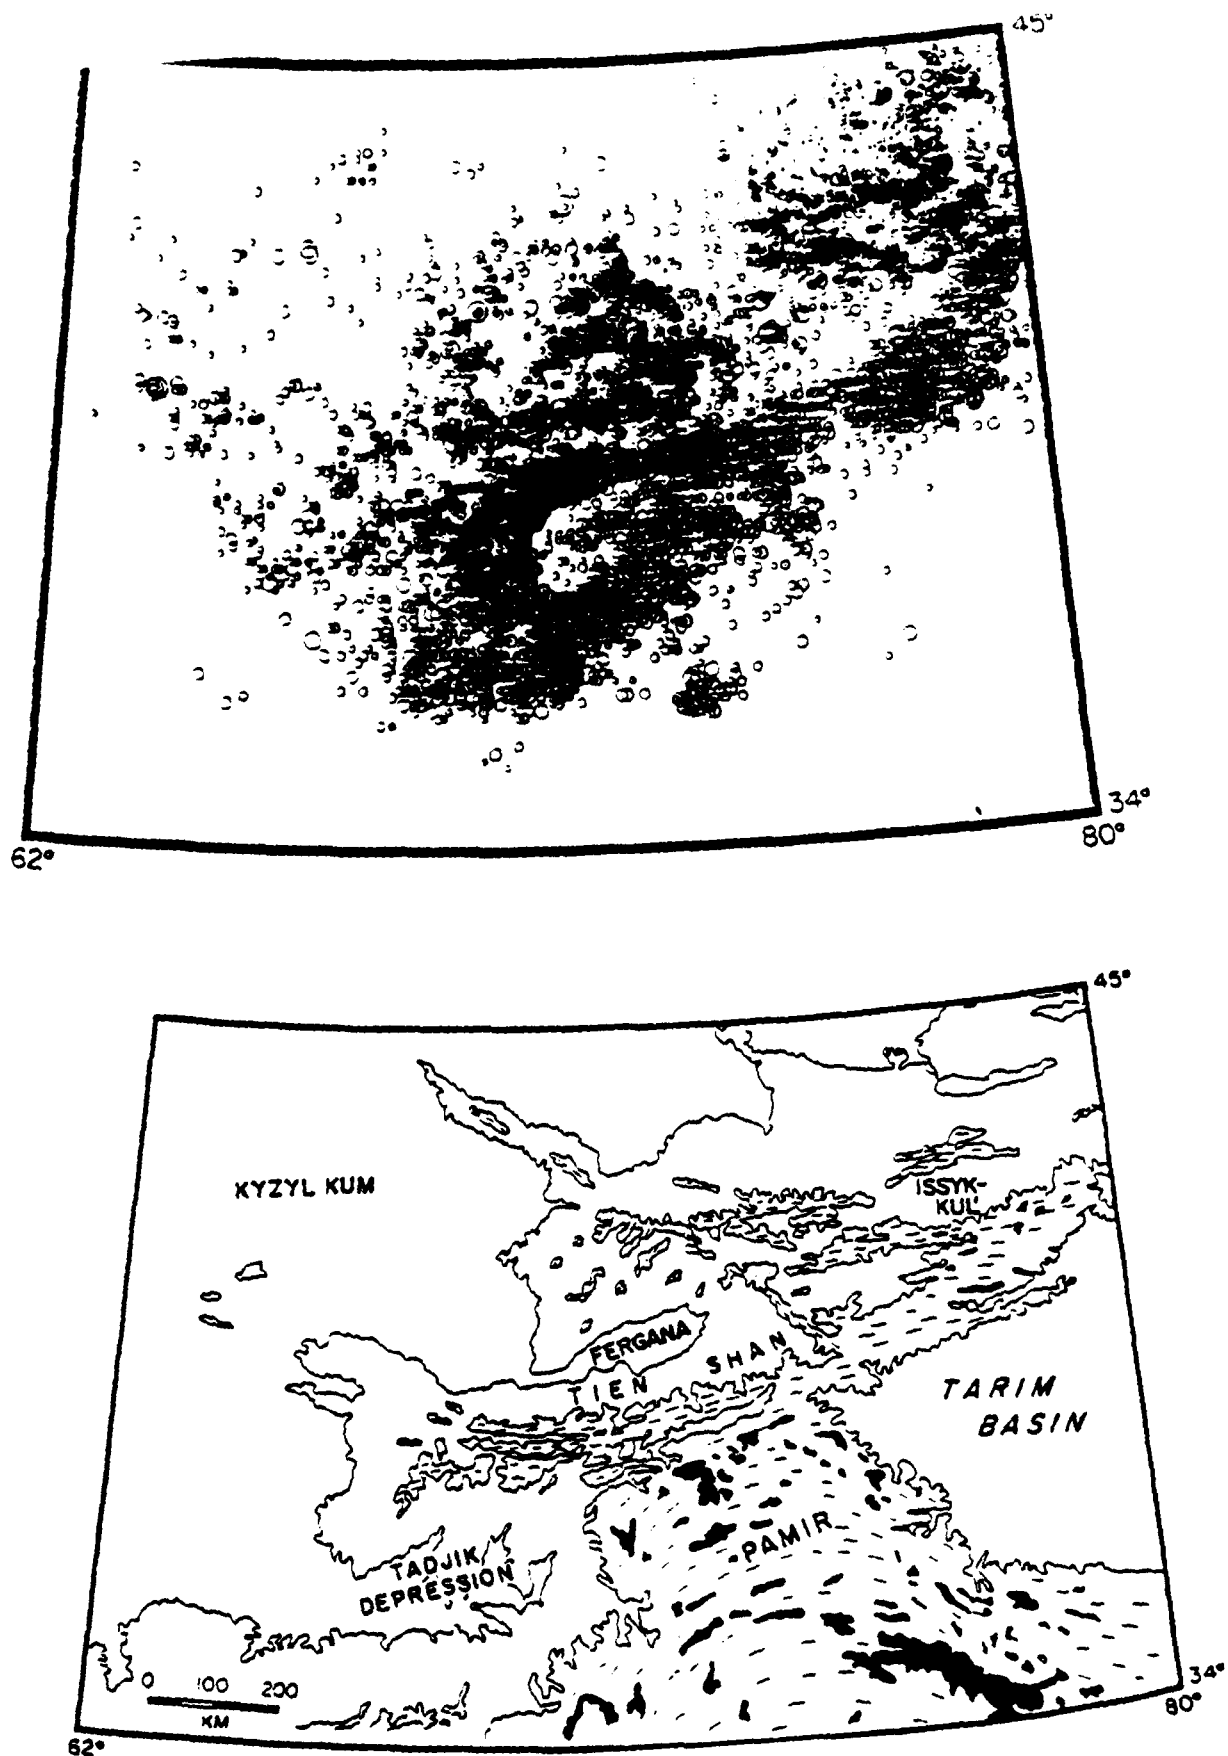 45°
34°
80°
62°
45°
KYZYL KUM
ISSYK-
KUL'
FERGANA
TIEN SHAN
TARIM
BASIN
PAMIR
TADJIK
DEPRESSION
0 100 200
KM
34°
80°
62°